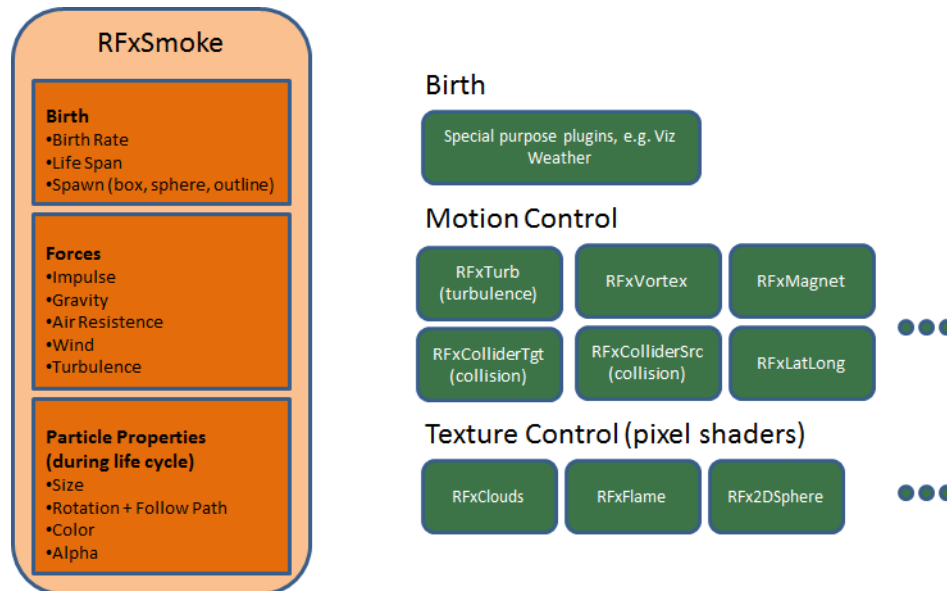 RFxSmoke
Birth
•Birth Rate
•Life Span
•Spawn (box, sphere, outline)
Forces
•Impulse
•Gravity
•Air Resistence
•Wind
•Turbulence
Particle Properties
(during life cycle)
•Size
•Rotation + Follow Path
•Color
•Alpha
Birth
Special purpose plugins, e.g. Viz
Weather
Motion Control
RFxTurb
(turbulence)
RFxVortex
RFxMagnet
RFxColliderTgt
(collision)
RFxColliderSrc
(collision)
RFxLatLong
Texture Control (pixel shaders)
RFxClouds
RFxFlame
RFx2DSphere